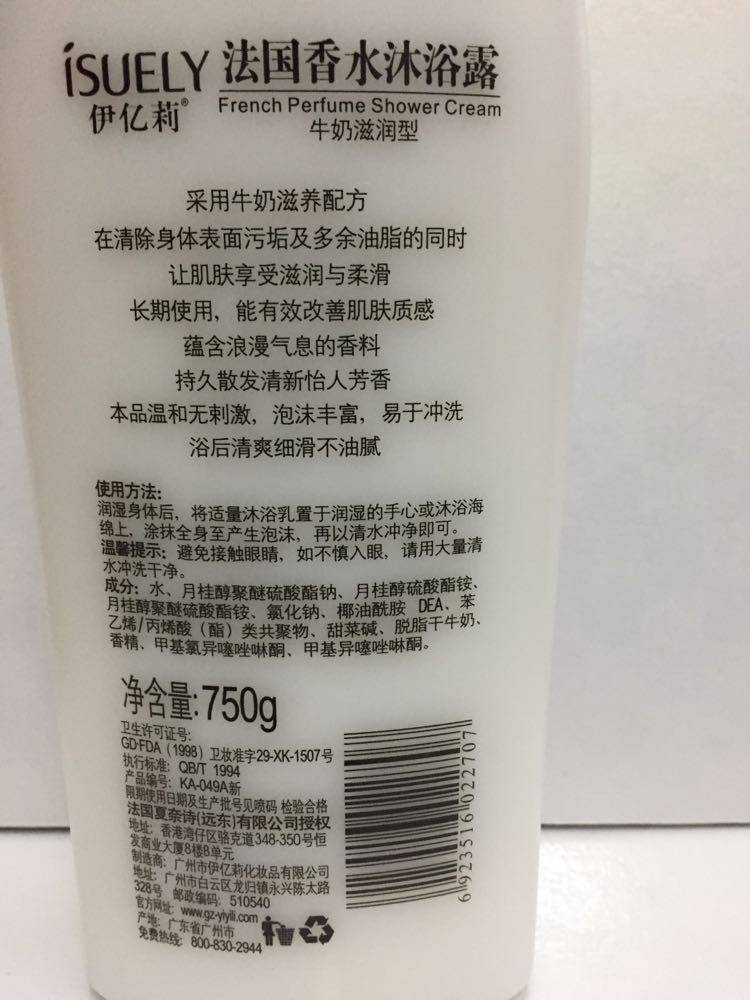 iSUELY 法国香水沐浴露
伊亿莉® French Perfume Shower Cream
牛奶滋润型
采用牛奶滋养配方
在清除身体表面污垢及多余油脂的同时
让肌肤享受滋润与柔滑
长期使用，能有效改善肌肤质感
蕴含浪漫气息的香料
持久散发清新怡人芳香
本品温和无刺激，泡沫丰富，易于冲洗
浴后清爽细滑不油腻
使用方法：
润湿身体后，将适量沐浴乳置于润湿的手心或沐浴海
绵上，涂抹全身至产生泡沫，再以清水冲净即可。
温馨提示：避免接触眼睛，如不慎入眼，请用大量清
水冲洗干净。
成分：水、月桂醇聚醚硫酸酯钠、月桂醇硫酸酯铵、
月桂醇聚醚硫酸酯铵、氯化钠、椰油酰胺 DEA、苯
乙烯/丙烯酸（酯）类共聚物、甜菜碱、脱脂干牛奶、
香精、甲基氯异噻唑啉酮、甲基异噻唑啉酮。
净含量:750g
卫生许可证号:
GD·FDA（1998）卫妆准字29-XK-1507号
执行标准: QB/T 1994
产品编号: KA-049A新
限期使用日期及生产批号见喷码 检验合格
法国夏奈诗(远东)有限公司授权
地址: 香港湾仔区骆克道348-350号恒
发商业大厦8楼B单元
制造商: 广州市伊亿莉化妆品有限公司
地址: 广州市白云区龙归镇永兴陈太路
328号 邮政编码: 510540
官方网址: www.gz-yiyili.com
产地: 广东省广州市
免费热线: 800-830-2944
6 923516 022707